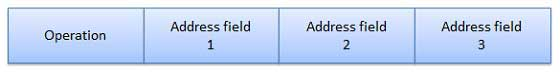 Operation
Address field
1
Address field
2
Address field
3